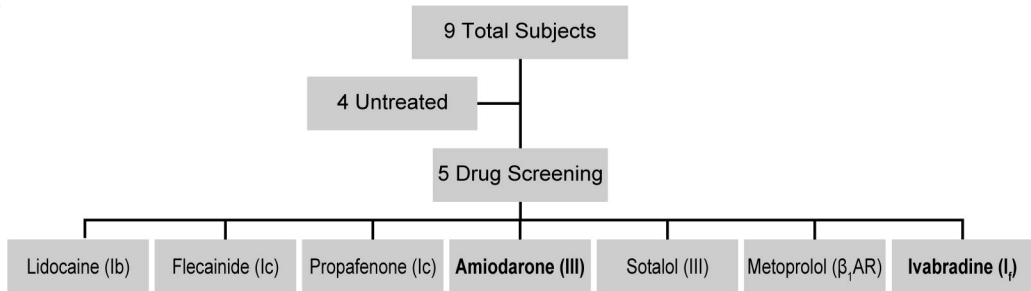 9 Total Subjects
4 Untreated
5 Drug Screening
Lidocaine (Ib)
Flecainide (Ic)
Propafenone (Ic)
Amiodarone (III)
Sotalol (III)
Metoprolol (β₁AR)
Ivabradine (I_f)